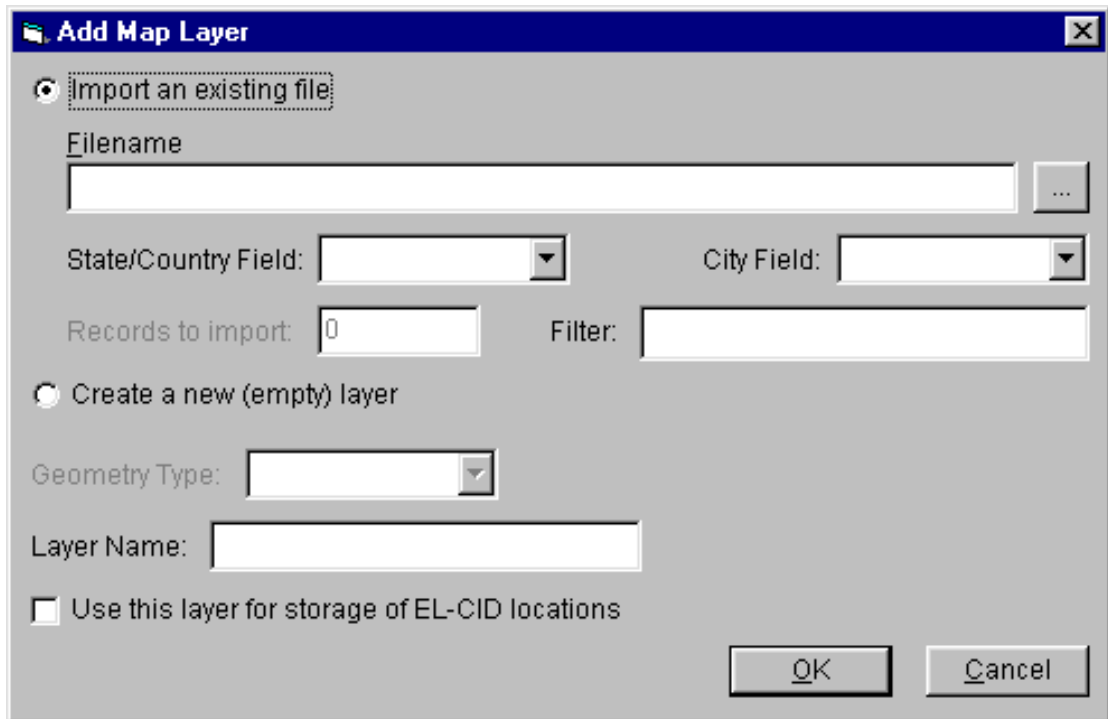 Add Map Layer
Import an existing file
Filename
...
State/Country Field: City Field:
Records to import: 0 Filter:
Create a new (empty) layer
Geometry Type:
Layer Name:
Use this layer for storage of EL-CID locations
OK Cancel